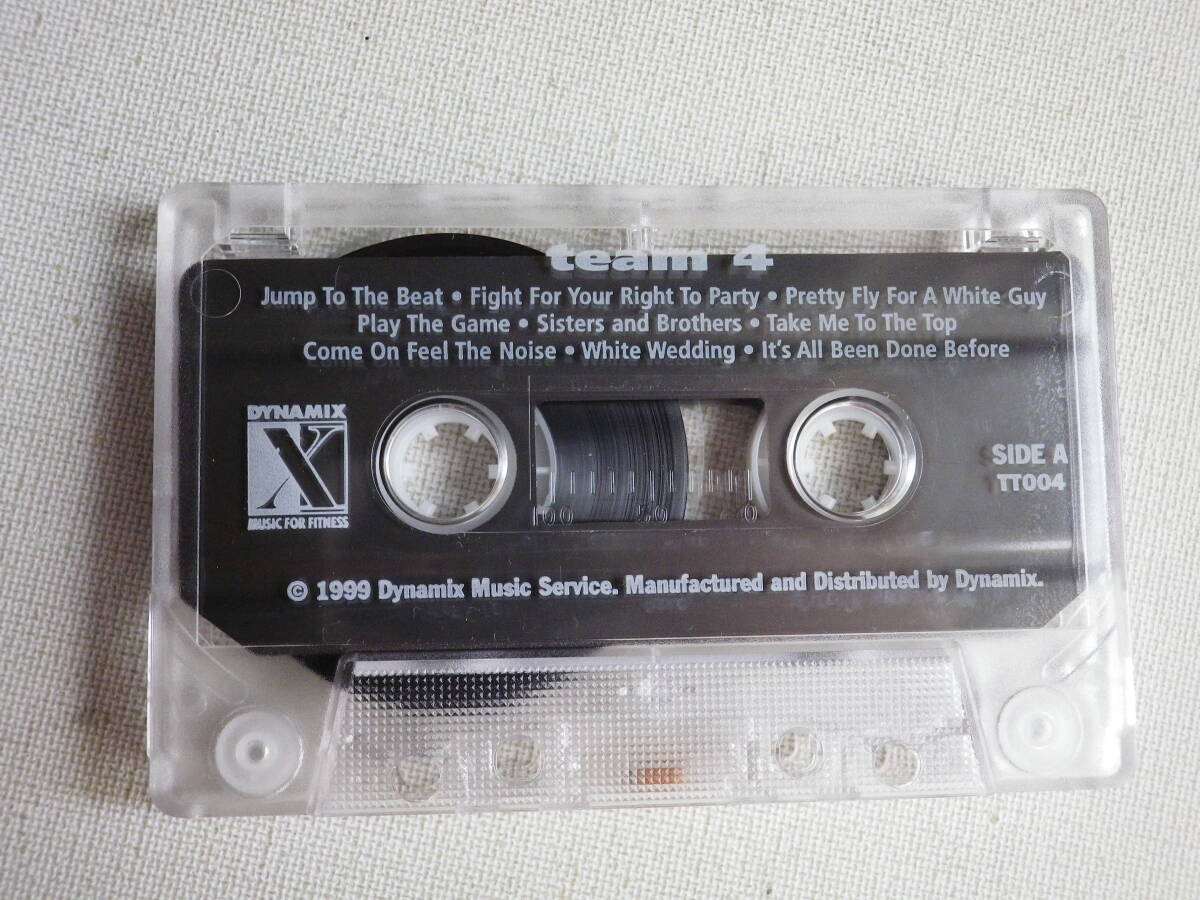 team 4
Jump To The Beat • Fight For Your Right To Party • Pretty Fly For A White Guy
Play The Game • Sisters and Brothers • Take Me To The Top
Come On Feel The Noise • White Wedding • It's All Been Done Before
DYNAMIX
X
MUSIC FOR FITNESS
SIDE A
TT004
100 50 0
© 1999 Dynamix Music Service. Manufactured and Distributed by Dynamix.